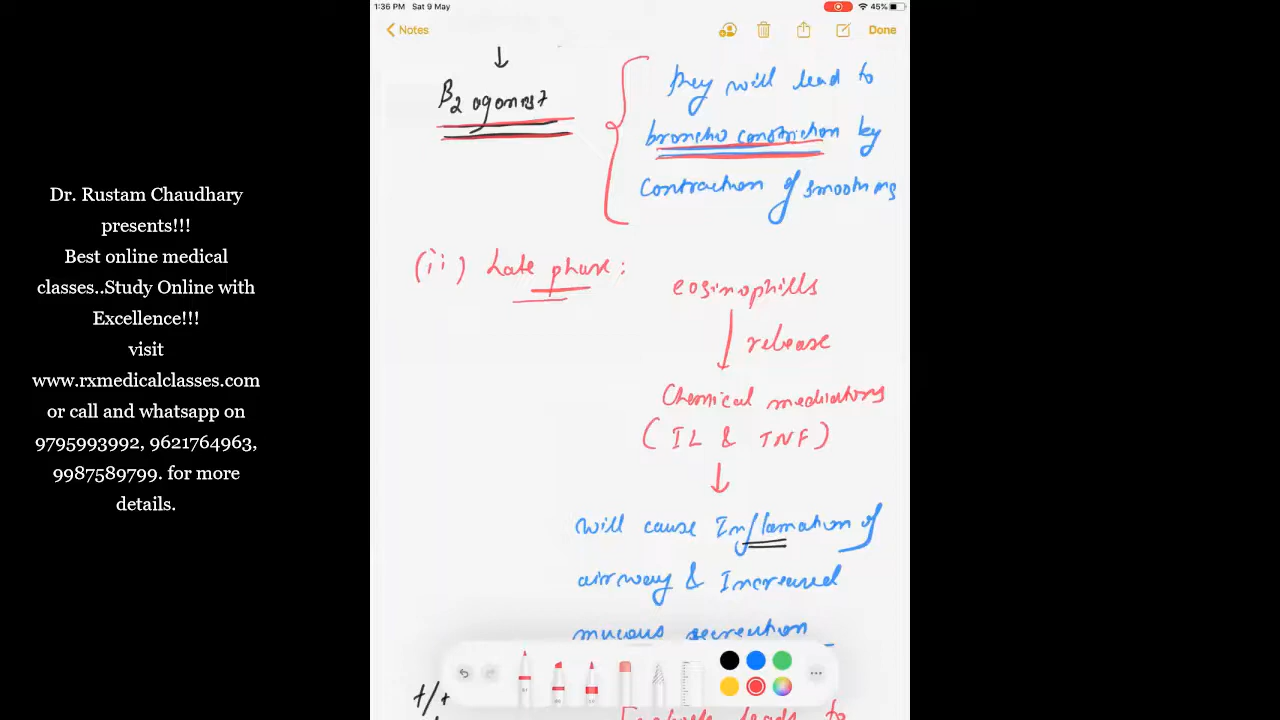 1:36 PM Sat 9 May
45%
Notes
Done
↓
β2 agonist
they will lead to
broncho constriction by
contraction of smooth ms
(ii) Late phase:
eosinophills
↓ release
Chemical mediators
(IL & TNF)
↓
will cause Inflamation of
airway & Increased
mucous secreution
+/+
leads to
Dr. Rustam Chaudhary
presents!!!
Best online medical
classes..Study Online with
Excellence!!!
visit
www.rxmedicalclasses.com
or call and whatsapp on
9795993992, 9621764963,
9987589799. for more
details.